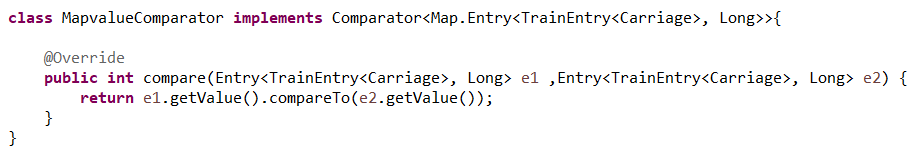 class MapvalueComparator implements Comparator<Map.Entry<TrainEntry<Carriage>, Long>>{
@Override
public int compare(Entry<TrainEntry<Carriage>, Long> e1 ,Entry<TrainEntry<Carriage>, Long> e2) {
return e1.getValue().compareTo(e2.getValue());
}
}